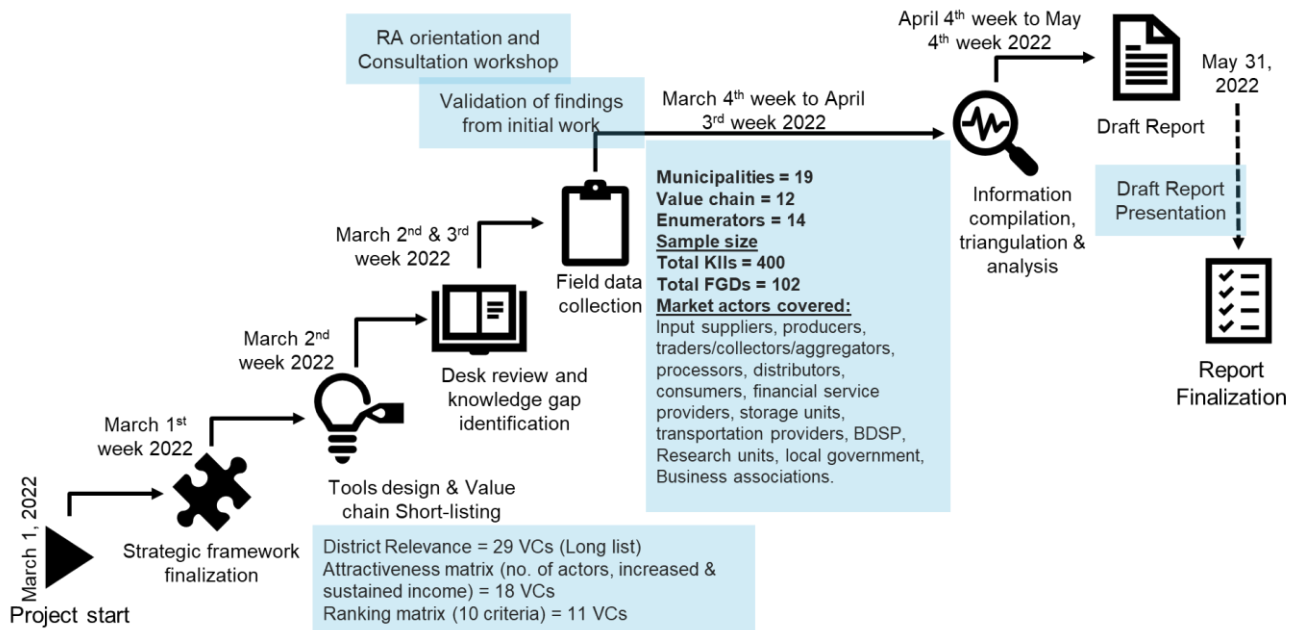 March 1, 2022
Project start
March 1st
week 2022
Strategic framework
finalization
March 2nd
week 2022
Tools design & Value
chain Short-listing
District Relevance = 29 VCs (Long list)
Attractiveness matrix (no. of actors, increased &
sustained income) = 18 VCs
Ranking matrix (10 criteria) = 11 VCs
March 2nd & 3rd
week 2022
Desk review and
knowledge gap
identification
RA orientation and
Consultation workshop
Validation of findings
from initial work
Field data
collection
March 4th week to April
3rd week 2022
Municipalities = 19
Value chain = 12
Enumerators = 14
Sample size
Total KIIs = 400
Total FGDs = 102
Market actors covered:
Input suppliers, producers,
traders/collectors/aggregators,
processors, distributors,
consumers, financial service
providers, storage units,
transportation providers, BDSP,
Research units, local government,
Business associations.
Information
compilation,
triangulation &
analysis
April 4th week to May
4th week 2022
Draft Report
May 31,
2022
Draft Report
Presentation
Report
Finalization